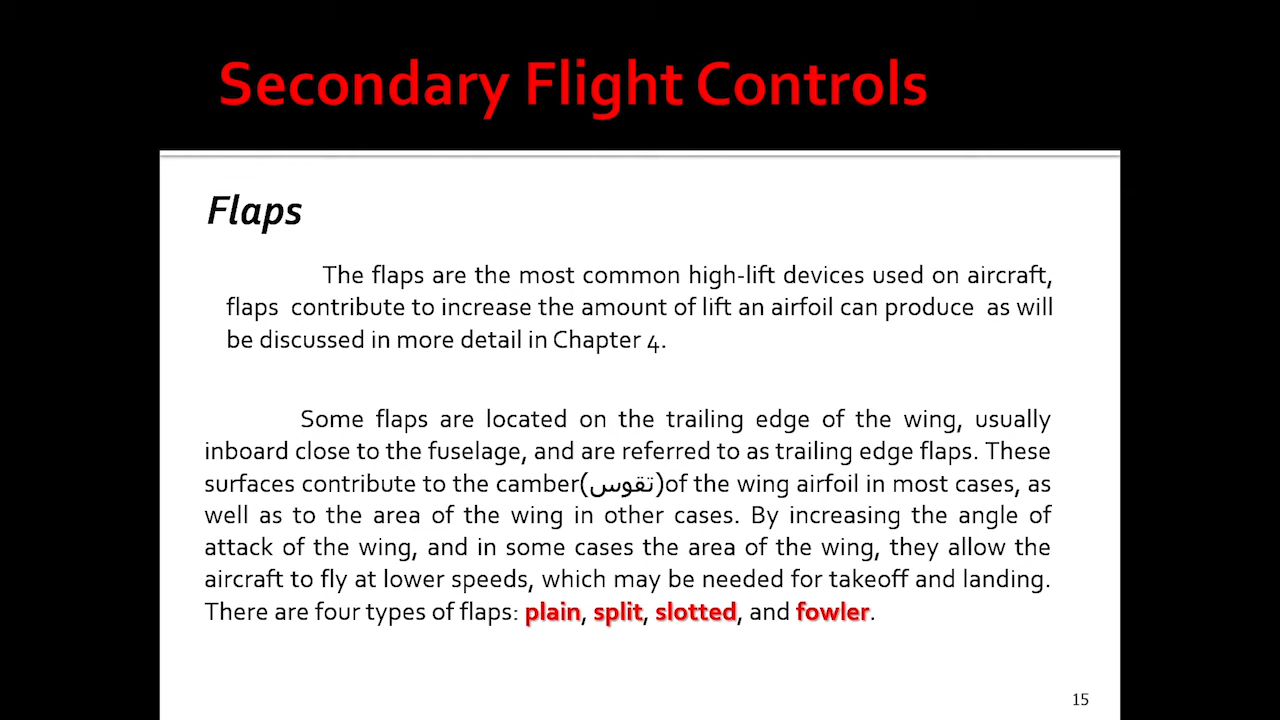 Secondary Flight Controls
Flaps
The flaps are the most common high-lift devices used on aircraft,
flaps contribute to increase the amount of lift an airfoil can produce as will
be discussed in more detail in Chapter 4.
Some flaps are located on the trailing edge of the wing, usually
inboard close to the fuselage, and are referred to as trailing edge flaps. These
surfaces contribute to the camber(تقوس)of the wing airfoil in most cases, as
well as to the area of the wing in other cases. By increasing the angle of
attack of the wing, and in some cases the area of the wing, they allow the
aircraft to fly at lower speeds, which may be needed for takeoff and landing.
There are four types of flaps: plain, split, slotted, and fowler.
15